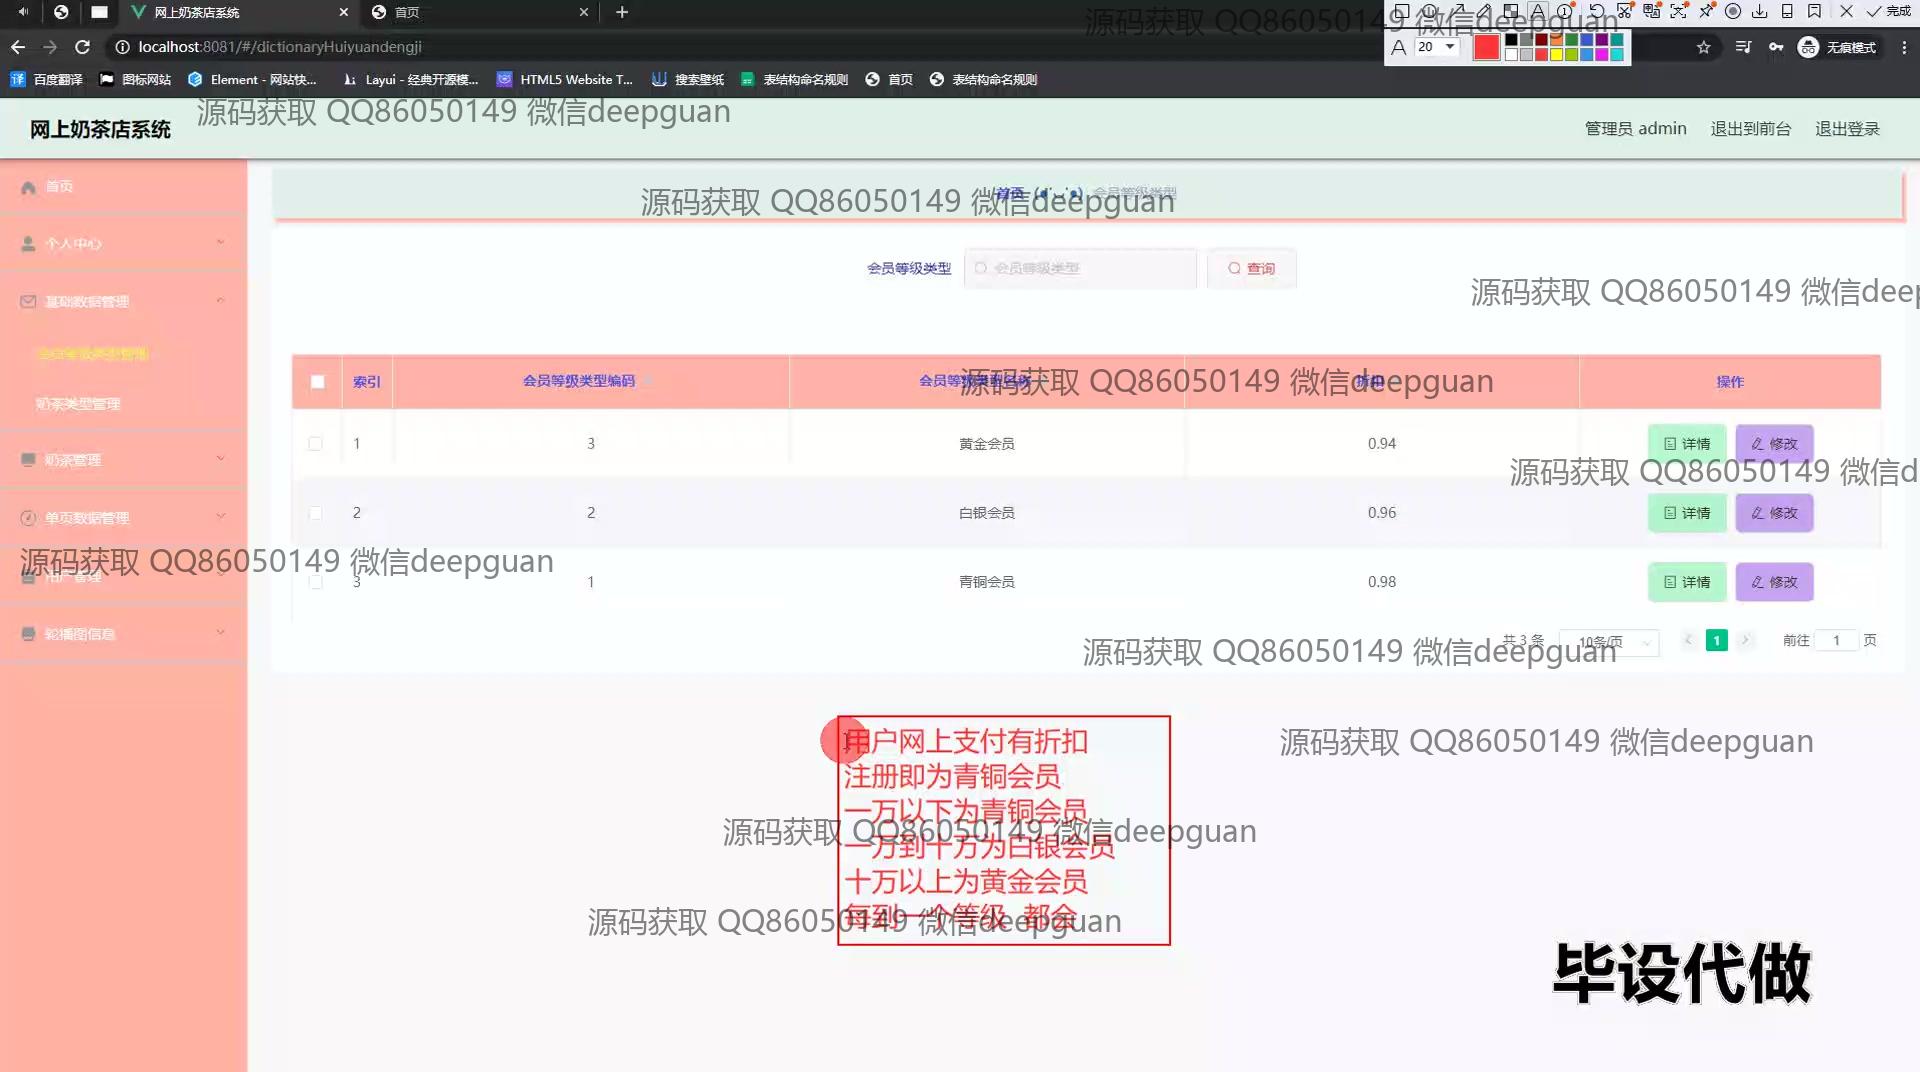 网上奶茶店系统
首页
完成
localhost:8081/#/dictionaryHuiyuandengji
A 20
无痕模式
百度翻译 图标网站 Element - 网站快... Layui - 经典开源模... HTML5 Website T... 搜索壁纸 表结构命名规则 首页 表结构命名规则
源码获取 QQ86050149 微信deepguan
网上奶茶店系统
源码获取 QQ86050149 微信deepguan
管理员 admin 退出到前台 退出登录
首页
首页 会员等级类型
源码获取 QQ86050149 微信deepguan
个人中心
会员等级类型 会员等级类型 查询
基础数据管理
源码获取 QQ86050149 微信deep
会员等级类型管理
奶茶类型管理
索引 会员等级类型编码 会员等级类型名称 折扣 操作
源码获取 QQ86050149 微信deepguan
1 3 黄金会员 0.94 详情 修改
奶茶管理
源码获取 QQ86050149 微信d
2 2 白银会员 0.96 详情 修改
单页数据管理
源码获取 QQ86050149 微信deepguan
用户管理
3 1 青铜会员 0.98 详情 修改
轮播图信息
共 3 条 10条/页 1 前往 1 页
源码获取 QQ86050149 微信deepguan
用户网上支付有折扣
源码获取 QQ86050149 微信deepguan
注册即为青铜会员
一万以下为青铜会员
源码获取 QQ86050149 微信deepguan
一万到十万为白银会员
十万以上为黄金会员
每到一个等级 都会
源码获取 QQ86050149 微信deepguan
毕设代做